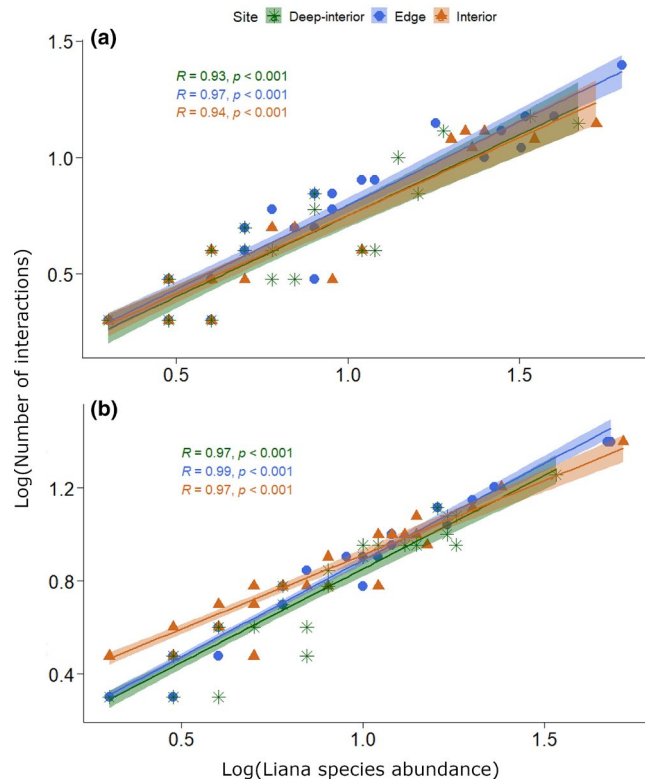 Site Deep-interior Edge Interior
(a)
R = 0.93, p < 0.001
R = 0.97, p < 0.001
R = 0.94, p < 0.001
1.5
1.0
0.5
0.5 1.0 1.5
Log(Number of interactions)
(b)
R = 0.97, p < 0.001
R = 0.99, p < 0.001
R = 0.97, p < 0.001
1.2
0.8
0.4
0.5 1.0 1.5
Log(Liana species abundance)